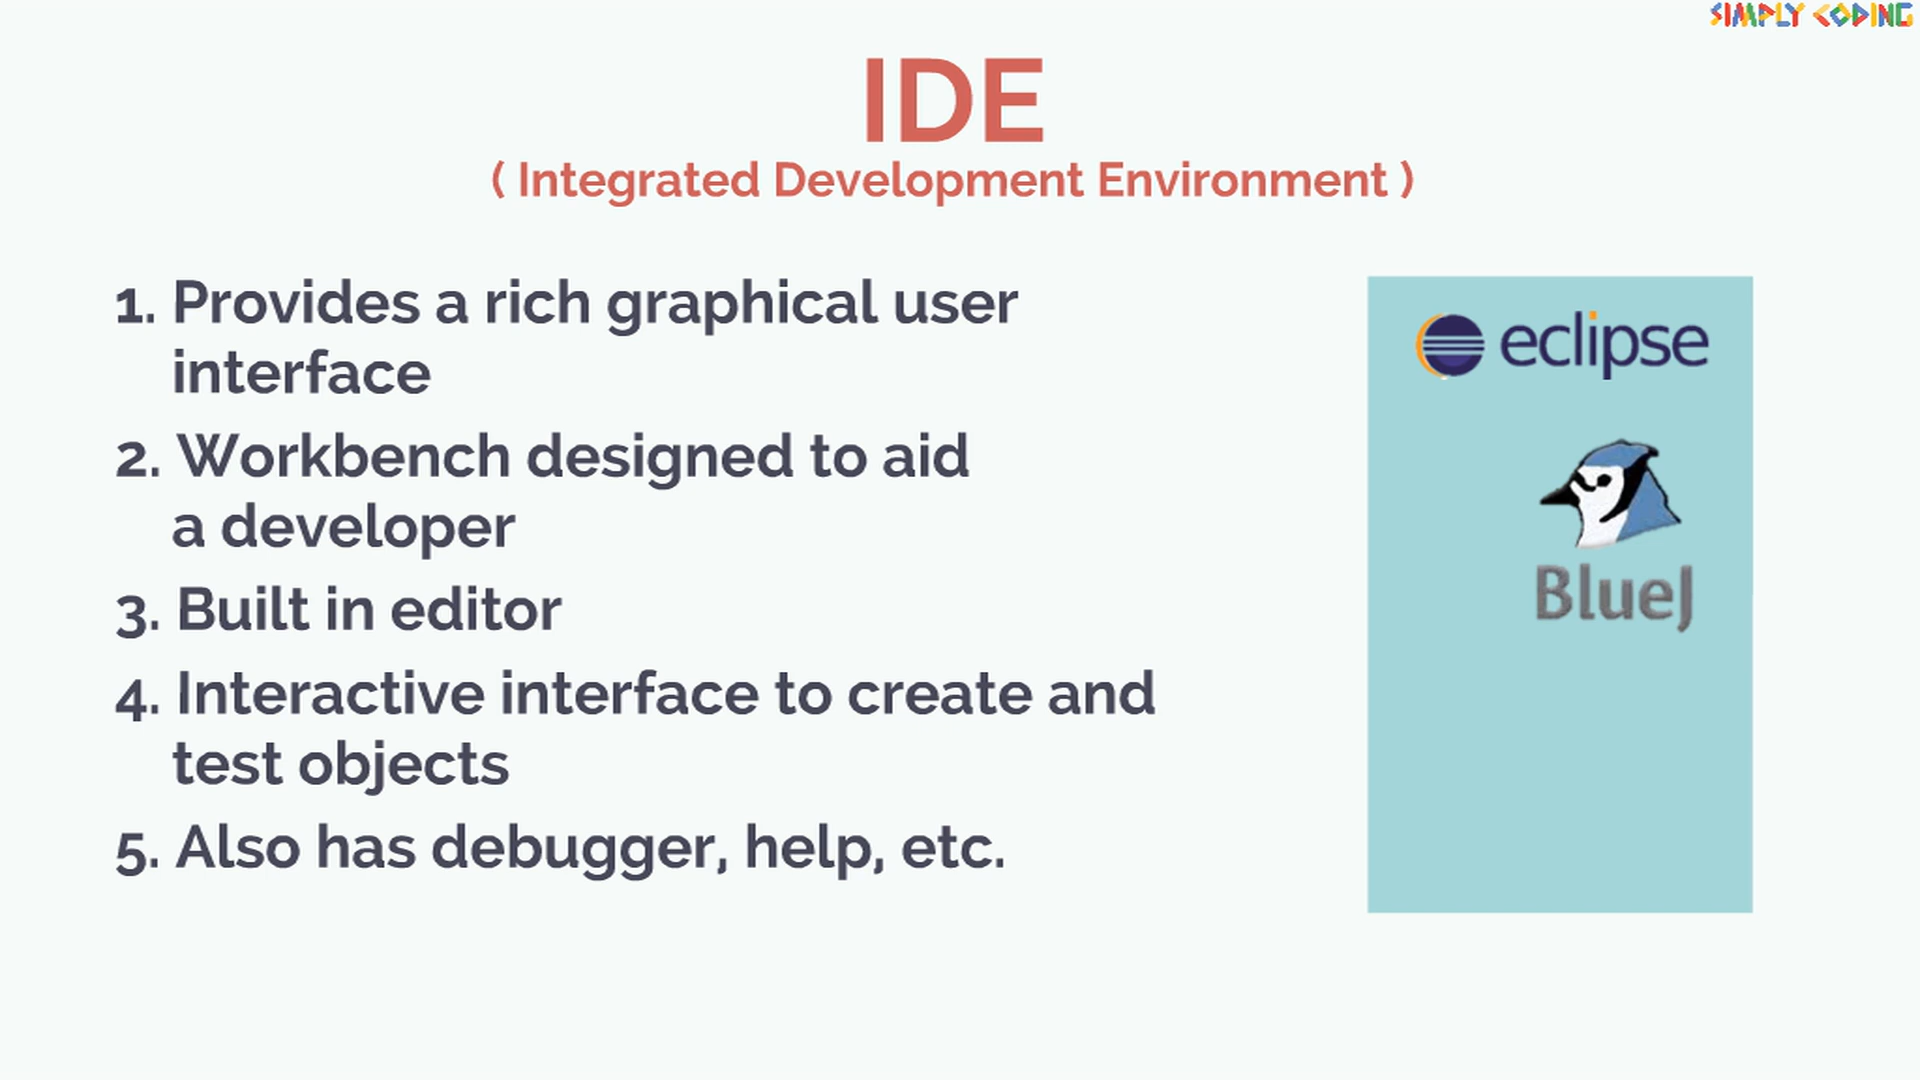 SIMPLY CODING
IDE
( Integrated Development Environment )
1. Provides a rich graphical user
interface
2. Workbench designed to aid
a developer
3. Built in editor
4. Interactive interface to create and
test objects
5. Also has debugger, help, etc.
eclipse
BlueJ